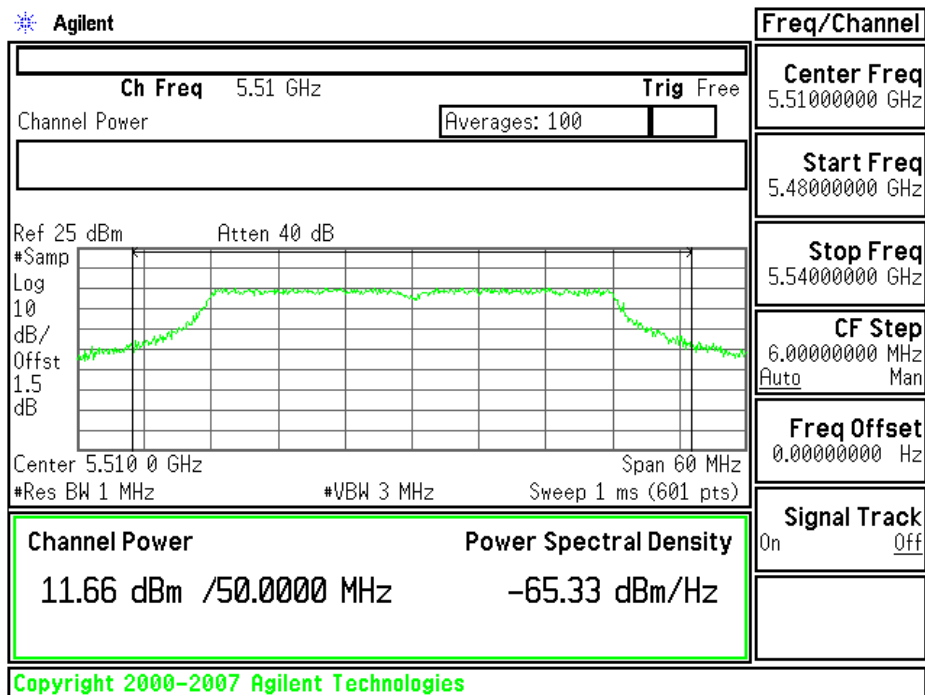 Agilent
Freq/Channel
Ch Freq 5.51 GHz Trig Free
Channel Power Averages: 100
Ref 25 dBm Atten 40 dB
#Samp
Log
10
dB/
Offst
1.5
dB
Center 5.510 0 GHz Span 60 MHz
#Res BW 1 MHz #VBW 3 MHz Sweep 1 ms (601 pts)
Channel Power Power Spectral Density
11.66 dBm /50.0000 MHz -65.33 dBm/Hz
Center Freq
5.51000000 GHz
Start Freq
5.48000000 GHz
Stop Freq
5.54000000 GHz
CF Step
6.00000000 MHz
Auto Man
Freq Offset
0.00000000 Hz
Signal Track
On Off
Copyright 2000-2007 Agilent Technologies